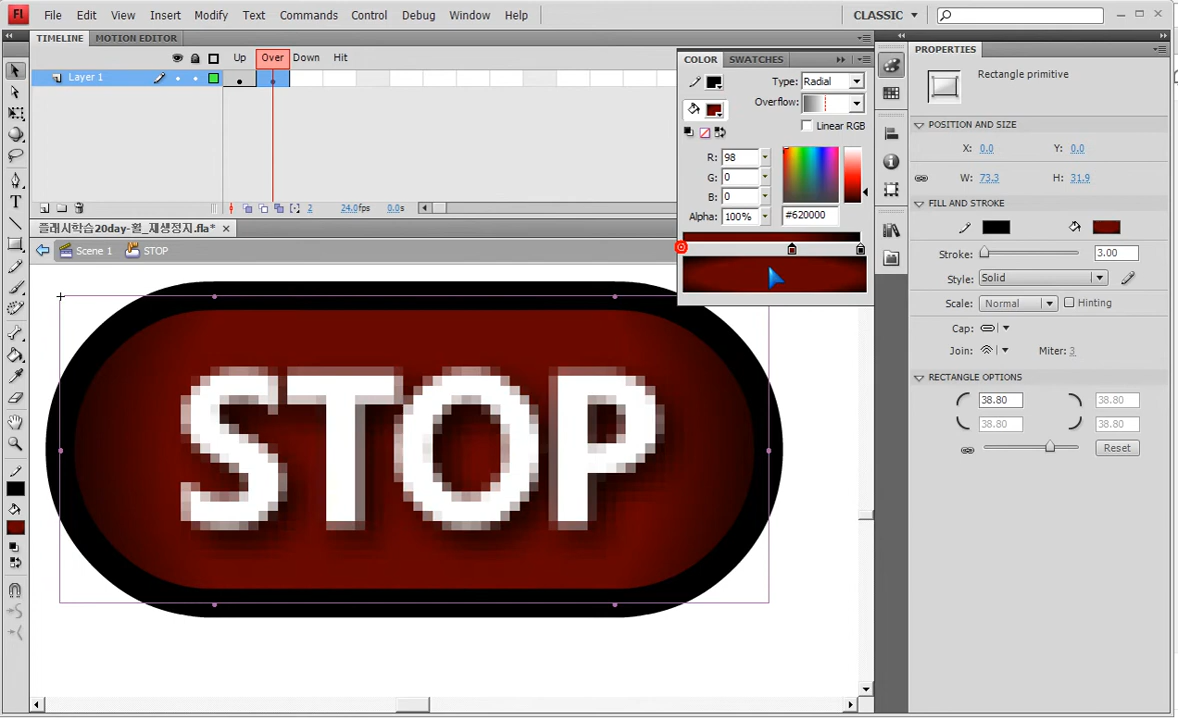 Fl File Edit View Insert Modify Text Commands Control Debug Window Help CLASSIC
TIMELINE MOTION EDITOR
Up Over Down Hit
Layer 1
2 24.0fps 0.0s
플래시학습20day-휠_재생정지.fla*
Scene 1 STOP
STOP
COLOR SWATCHES
Type: Radial
Overflow:
Linear RGB
R: 98
G: 0
B: 0
Alpha: 100% #620000
PROPERTIES
Rectangle primitive
POSITION AND SIZE
X: 0.0 Y: 0.0
W: 73.3 H: 31.9
FILL AND STROKE
Stroke: 3.00
Style: Solid
Scale: Normal Hinting
Cap:
Join: Miter: 3
RECTANGLE OPTIONS
38.80 38.80
38.80 38.80
Reset